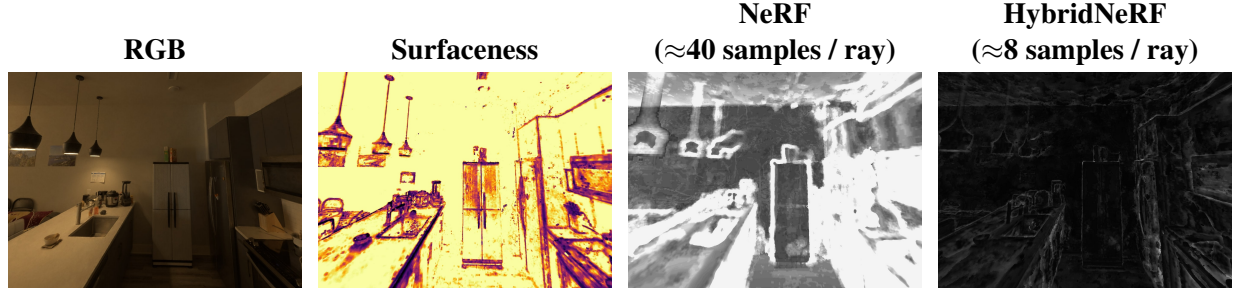 RGB
Surfaceness
NeRF
(≈40 samples / ray)
HybridNeRF
(≈8 samples / ray)